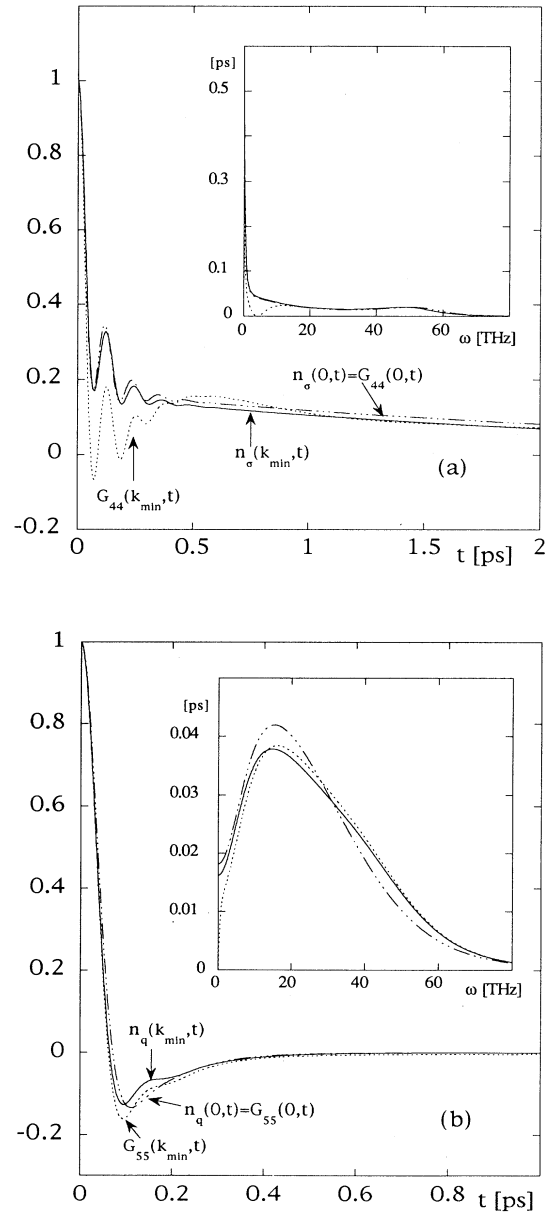 1
0.8
0.6
0.4
0.2
0
-0.2
0
0.5
1
1.5
2
t [ps]
[ps]
0.5
0.3
0.1
0
0
20
40
60
ω [THz]
n_σ(0,t)=G_44(0,t)
n_σ(k_min,t)
G_44(k_min,t)
(a)
1
0.8
0.6
0.4
0.2
0
-0.2
0
0.2
0.4
0.6
0.8
t [ps]
[ps]
0.04
0.03
0.02
0.01
0
0
20
40
60
ω [THz]
n_q(k_min,t)
n_q(0,t)=G_55(0,t)
G_55(k_min,t)
(b)